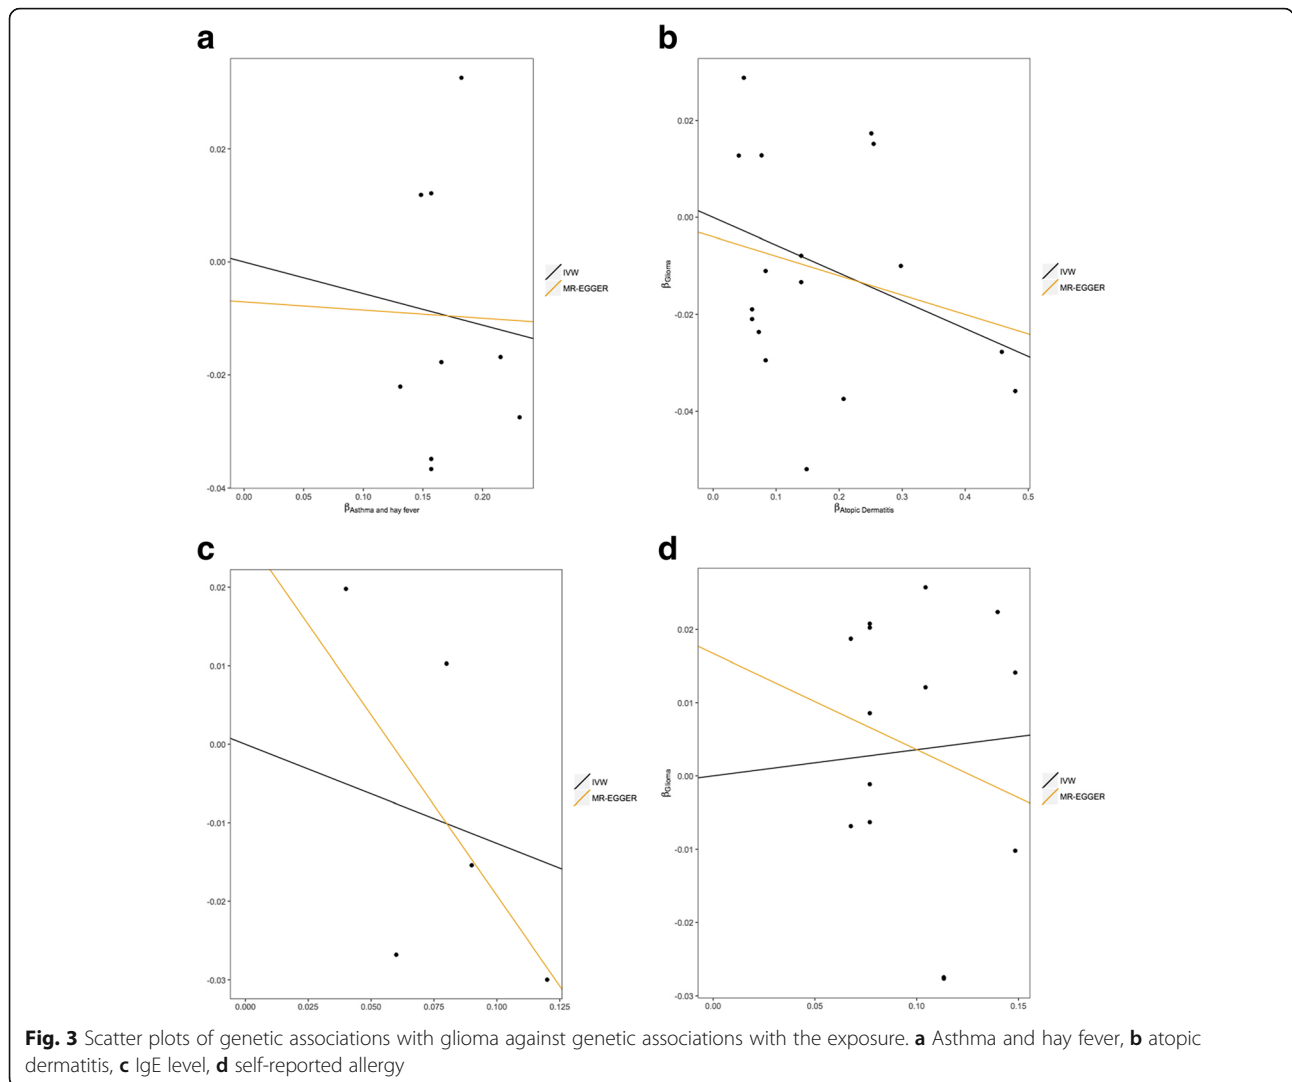 a
0.02
0.00
-0.02
-0.04
0.00 0.05 0.10 0.15 0.20
βAsthma and hay fever
IVW
MR-EGGER
b
βGlioma
0.02
0.00
-0.02
-0.04
0.0 0.1 0.2 0.3 0.4 0.5
βAtopic Dermatitis
IVW
MR-EGGER
c
0.02
0.01
0.00
-0.01
-0.02
-0.03
0.000 0.025 0.050 0.075 0.100 0.125
IVW
MR-EGGER
d
βGlioma
0.02
0.01
0.00
-0.01
-0.02
-0.03
0.00 0.05 0.10 0.15
IVW
MR-EGGER
Fig. 3 Scatter plots of genetic associations with glioma against genetic associations with the exposure. a Asthma and hay fever, b atopic
dermatitis, c IgE level, d self-reported allergy